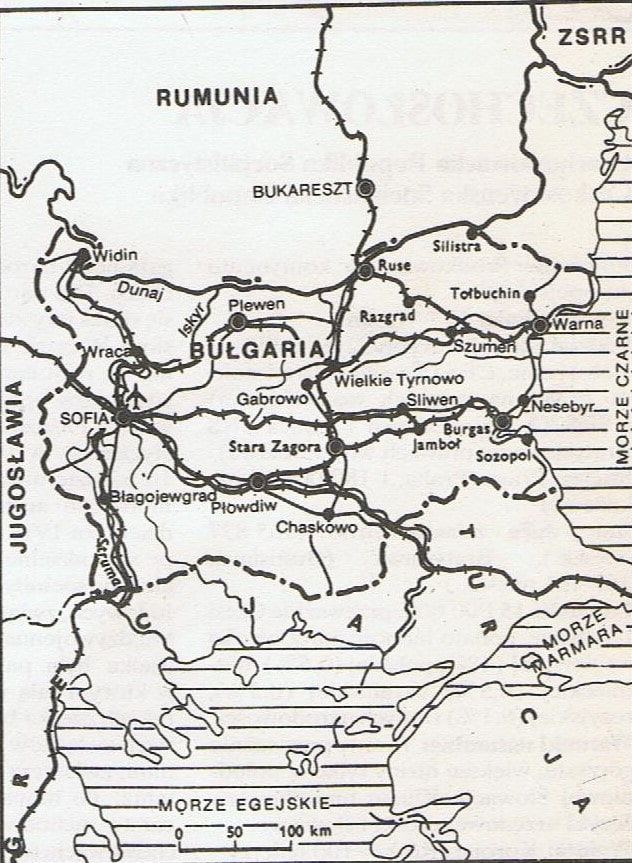 ZSRR
RUMUNIA
BUKARESZT
Silistra
Widin
Ruse
Dunaj
Tołbuchin
Iskyr
Plewen
Razgrad
Warna
Wraca
BUŁGARIA
Szumen
MORZE CZARNE
Wielkie Tyrnowo
Gabrowo
Sliwen
Nesebyr
SOFIA
Burgas
Jamboł
JUGOSŁAWIA
Stara Zagora
Sozopol
Błagojewgrad
Płowdiw
Chaskowo
Struma
TURCJA
GRECJA
MORZE
MARMARA
MORZE EGEJSKIE
0 50 100 km